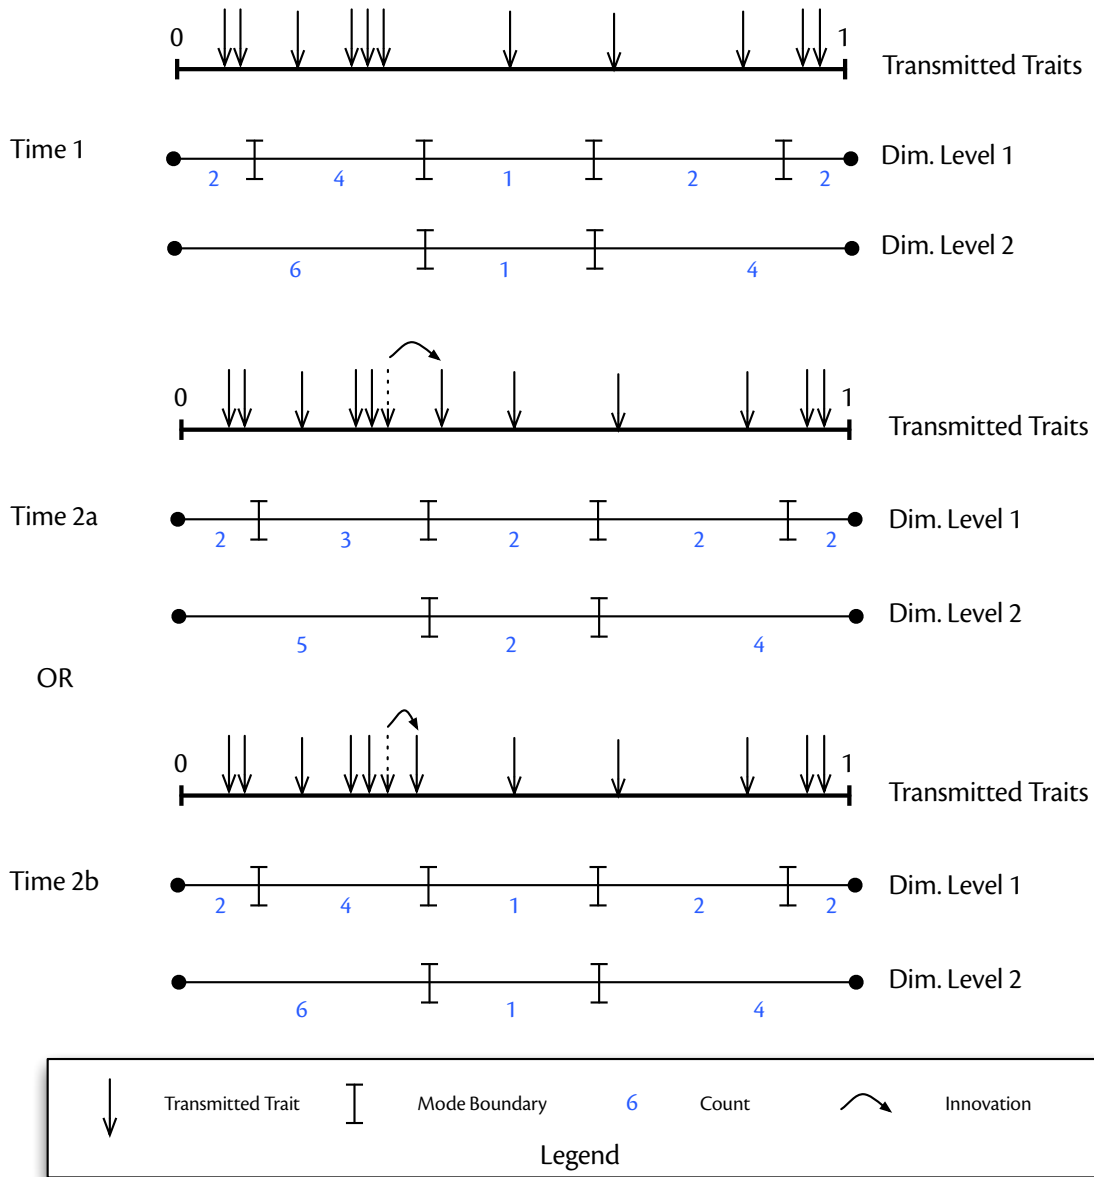 0 1
Transmitted Traits
Time 1
Dim. Level 1
2 4 1 2 2
Dim. Level 2
6 1 4
0 1
Transmitted Traits
Time 2a
Dim. Level 1
2 3 2 2 2
Dim. Level 2
5 2 4
OR
0 1
Transmitted Traits
Time 2b
Dim. Level 1
2 4 1 2 2
Dim. Level 2
6 1 4
Transmitted Trait Mode Boundary 6 Count Innovation
Legend